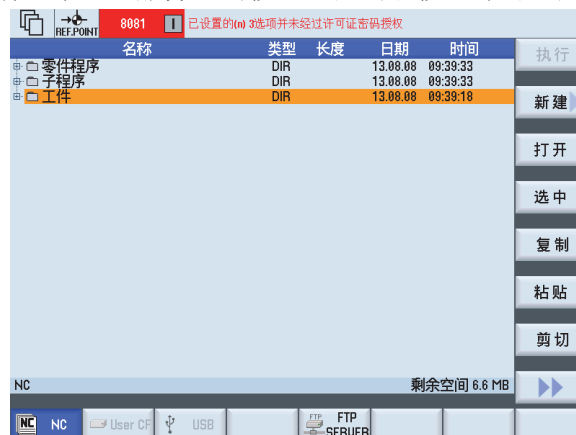 REF.POINT 8081 已设置的(n) 3选项并未经过许可证密码授权
名称 类型 长度 日期 时间
零件程序 DIR 13.08.08 09:39:33
子程序 DIR 13.08.08 09:39:33
工件 DIR 13.08.08 09:39:18
执行
新建
打开
选中
复制
粘贴
剪切
NC 剩余空间 6.6 MB
NC NC User CF USB FTP FTP SERVER